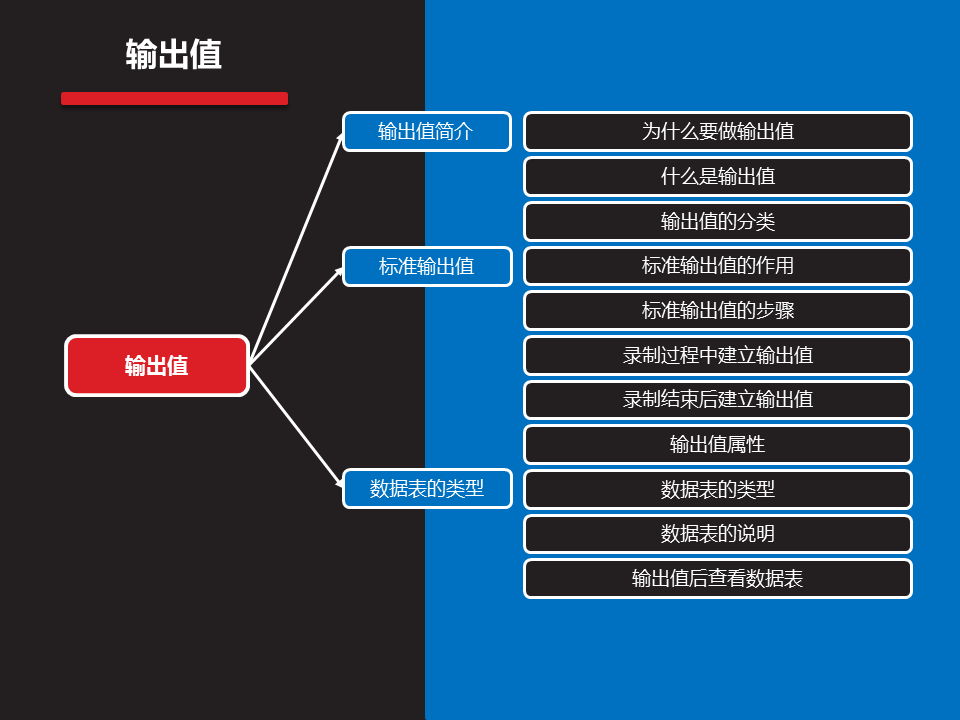 输出值
输出值
输出值简介
为什么要做输出值
什么是输出值
输出值的分类
标准输出值
标准输出值的作用
标准输出值的步骤
录制过程中建立输出值
录制结束后建立输出值
输出值属性
数据表的类型
数据表的类型
数据表的说明
输出值后查看数据表